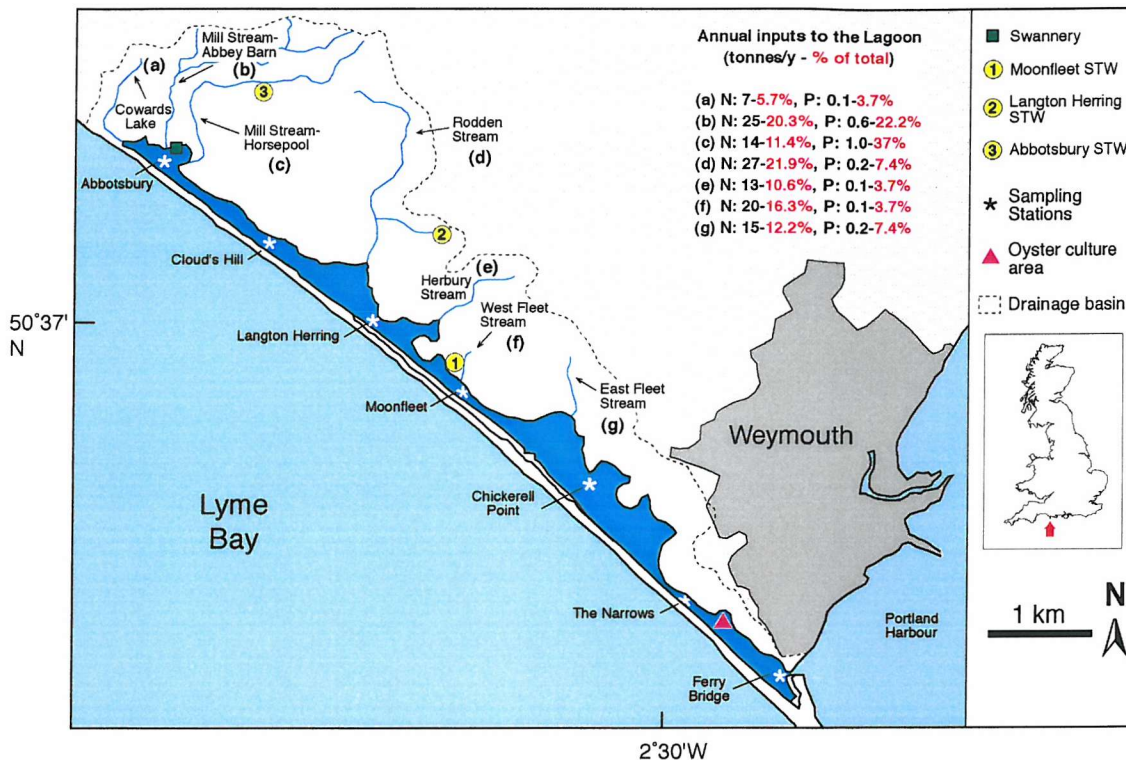 Annual inputs to the Lagoon
(tonnes/y - % of total)
(a) N: 7-5.7%, P: 0.1-3.7%
(b) N: 25-20.3%, P: 0.6-22.2%
(c) N: 14-11.4%, P: 1.0-37%
(d) N: 27-21.9%, P: 0.2-7.4%
(e) N: 13-10.6%, P: 0.1-3.7%
(f) N: 20-16.3%, P: 0.1-3.7%
(g) N: 15-12.2%, P: 0.2-7.4%
Mill Stream-
Abbey Barn
(b)
(a)
Cowards
Lake
3
Mill Stream-
Horsepool
(c)
Rodden
Stream
(d)
Abbotsbury
2
Cloud's Hill
(e)
Herbury
Stream
West Fleet
Stream
(f)
Langton Herring
1
Moonfleet
East Fleet
Stream
(g)
Weymouth
Chickerell
Point
Lyme
Bay
The Narrows
Portland
Harbour
Ferry
Bridge
50°37'
N
2°30'W
Swannery
1 Moonfleet STW
2 Langton Herring
STW
3 Abbotsbury STW
Sampling
Stations
Oyster culture
area
Drainage basin
N
1 km